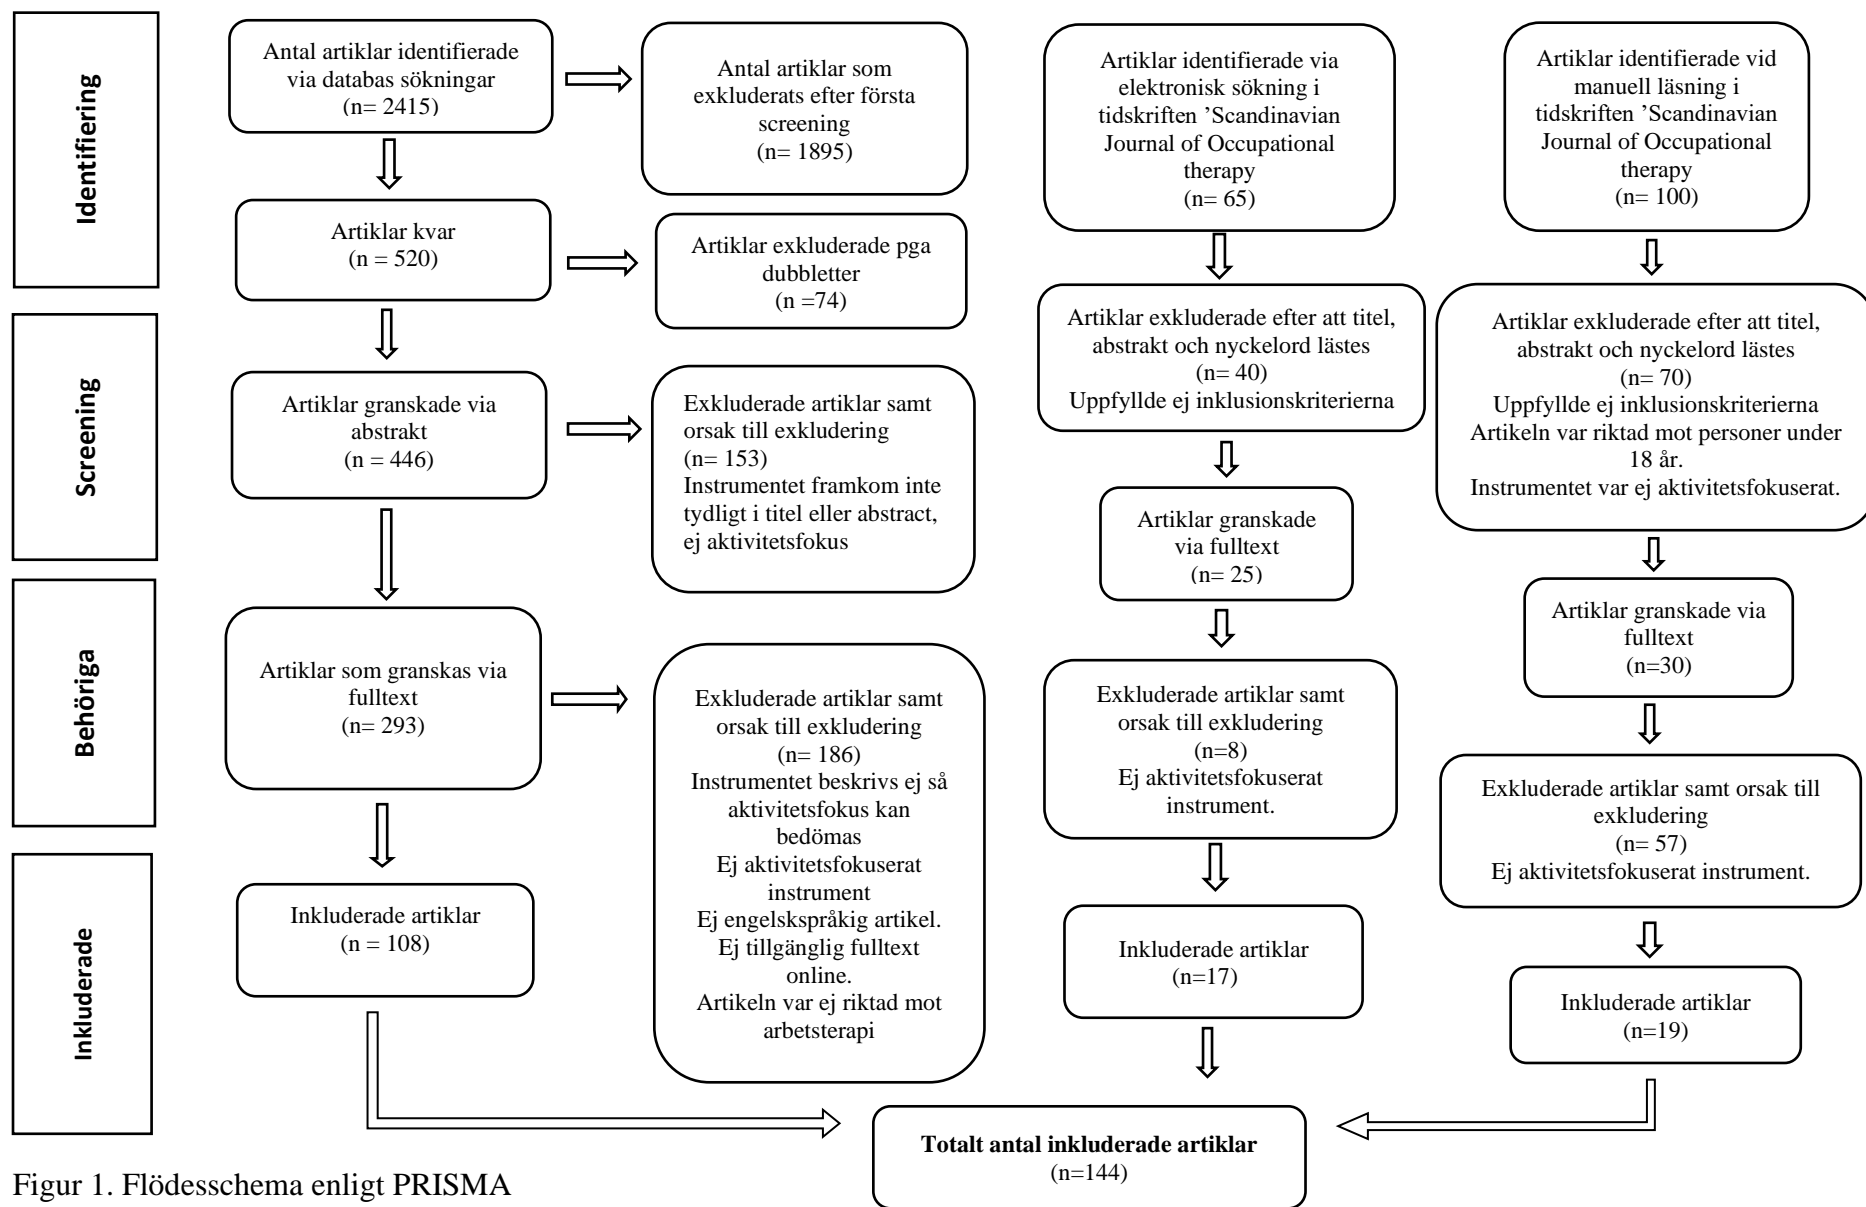 Identifiering
Screening
Behöriga
Inkluderade
Antal artiklar identifierade
via databas sökningar
(n= 2415)
Antal artiklar som
exkluderats efter första
screening
(n= 1895)
Artiklar kvar
(n = 520)
Artiklar exkluderade pga
dubbletter
(n =74)
Artiklar granskade via
abstrakt
(n = 446)
Exkluderade artiklar samt
orsak till exkludering
(n= 153)
Instrumentet framkom inte
tydligt i titel eller abstract,
ej aktivitetsfokus
Artiklar som granskas via
fulltext
(n= 293)
Exkluderade artiklar samt
orsak till exkludering
(n= 186)
Instrumentet beskrivs ej så
aktivitetsfokus kan
bedömas
Ej aktivitetsfokuserat
instrument
Ej engelskspråkig artikel.
Ej tillgänglig fulltext
online.
Artikeln var ej riktad mot
arbetsterapi
Inkluderade artiklar
(n = 108)
Artiklar identifierade via
elektronisk sökning i
tidskriften ’Scandinavian
Journal of Occupational
therapy
(n= 65)
Artiklar exkluderade efter att titel,
abstrakt och nyckelord lästes
(n= 40)
Uppfyllde ej inklusionskriterierna
Artiklar granskade
via fulltext
(n= 25)
Exkluderade artiklar samt
orsak till exkludering
(n=8)
Ej aktivitetsfokuserat
instrument.
Inkluderade artiklar
(n=17)
Artiklar identifierade vid
manuell läsning i
tidskriften ’Scandinavian
Journal of Occupational
therapy
(n= 100)
Artiklar exkluderade efter att titel,
abstrakt och nyckelord lästes
(n= 70)
Uppfyllde ej inklusionskriterierna
Artikeln var riktad mot personer under
18 år.
Instrumentet var ej aktivitetsfokuserat.
Artiklar granskade via
fulltext
(n=30)
Exkluderade artiklar samt orsak till
exkludering
(n= 57)
Ej aktivitetsfokuserat instrument.
Inkluderade artiklar
(n=19)
Totalt antal inkluderade artiklar
(n=144)
Figur 1. Flödesschema enligt PRISMA